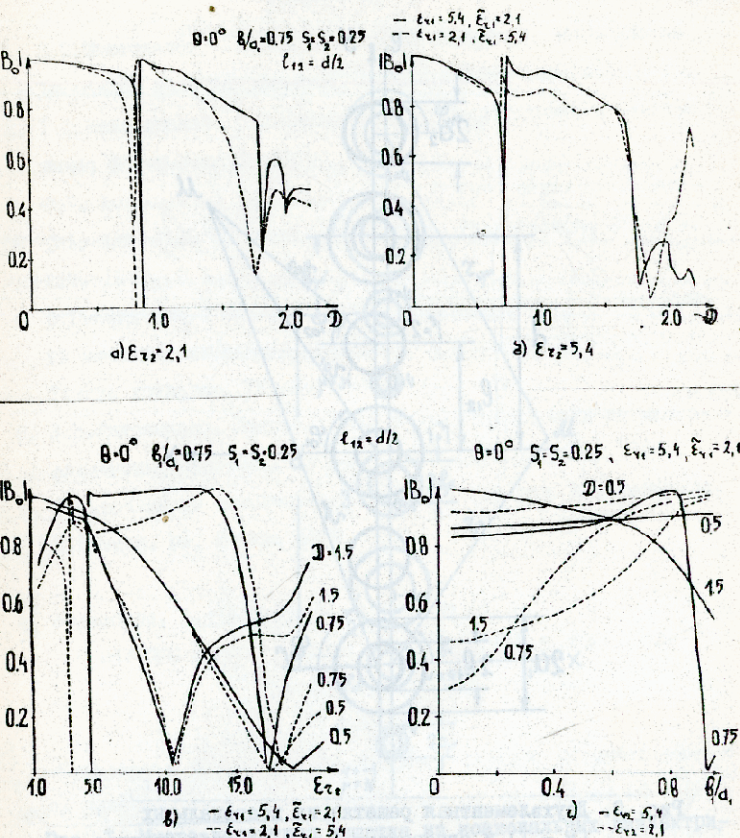 — ε_r1 = 5,4, ε̃_r1 = 2,1
-- ε_r1 = 2,1, ε̃_r1 = 5,4
θ=0° b/a₁=0.75 S₁=S₂=0.25
ℓ₁₂ = d/2
|B₀|
0.8
0.6
0.4
0.2
0 1.0 2.0 D
a) ε_r2 = 2,1
|B₀|
0.8
0.6
0.4
0.2
0 1.0 2.0 D
δ) ε_r2 = 5,4
ℓ₁₂ = d/2
θ=0° b₁/a₁=0.75 S₁=S₂=0.25
|B₀|
0.8
0.6
0.4
0.2
D=1.5
1.5
0.75
0.75
0.5
0.5
1.0 5.0 10.0 15.0 ε_r1
в) — ε_r1 = 5,4, ε̃_r1 = 2,1
-- ε_r1 = 2,1, ε̃_r1 = 5,4
θ=0° S₁=S₂=0.25, ε_r1=5,4, ε̃_r1=2,1
|B₀|
0.8
0.6
0.4
0.2
D=0.5
0.5
1.5
1.5
0.75
0.75
0 0.4 0.8 b/a₁
г) — ε_r2 = 5,4
-- ε_r2 = 2,1